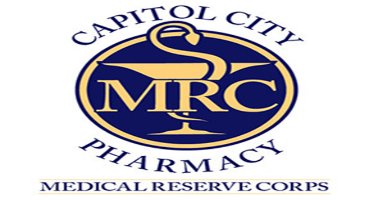 CAPITOL CITY
MRC
PHARMACY
MEDICAL RESERVE CORPS